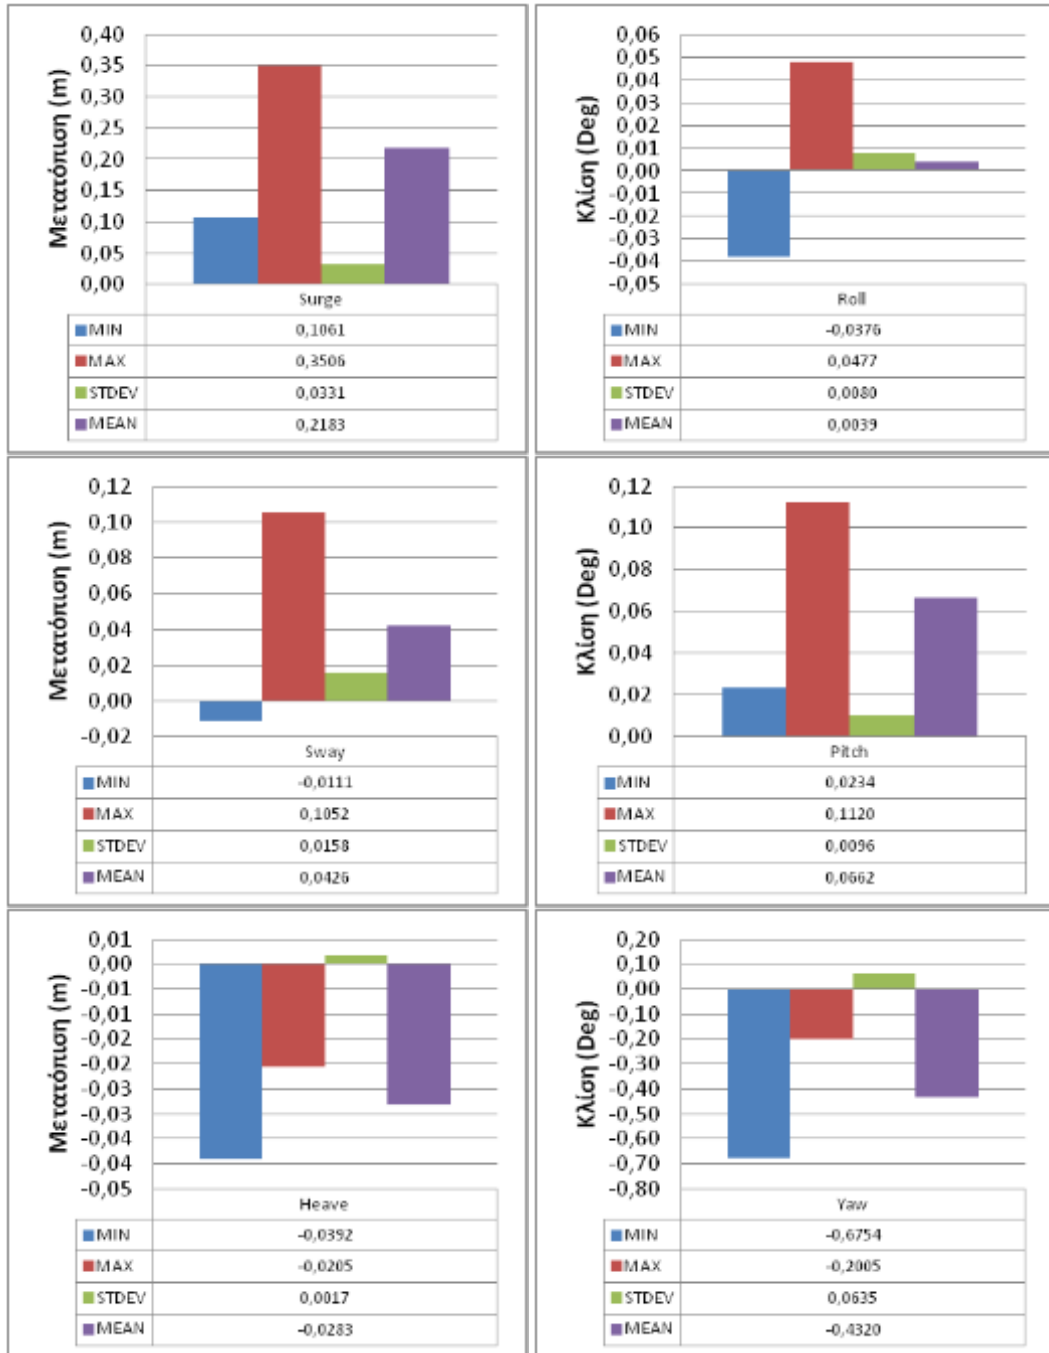 Μετατόπιση (m)
0,40
0,35
0,30
0,25
0,20
0,15
0,10
0,05
0,00
Surge
MIN 0,1061
MAX 0,3506
STDEV 0,0331
MEAN 0,2183
Κλίση (Deg)
0,06
0,05
0,04
0,03
0,02
0,01
0,00
-0,01
-0,02
-0,03
-0,04
-0,05
Roll
MIN -0,0376
MAX 0,0477
STDEV 0,0080
MEAN 0,0039
Μετατόπιση (m)
0,12
0,10
0,08
0,06
0,04
0,02
0,00
-0,02
Sway
MIN -0,0111
MAX 0,1052
STDEV 0,0158
MEAN 0,0426
Κλίση (Deg)
0,12
0,10
0,08
0,06
0,04
0,02
0,00
Pitch
MIN 0,0234
MAX 0,1120
STDEV 0,0096
MEAN 0,0662
Μετατόπιση (m)
0,01
0,00
-0,01
-0,01
-0,02
-0,02
-0,03
-0,03
-0,04
-0,04
-0,05
Heave
MIN -0,0392
MAX -0,0205
STDEV 0,0017
MEAN -0,0283
Κλίση (Deg)
0,20
0,10
0,00
-0,10
-0,20
-0,30
-0,40
-0,50
-0,60
-0,70
-0,80
Yaw
MIN -0,6754
MAX -0,2005
STDEV 0,0635
MEAN -0,4320